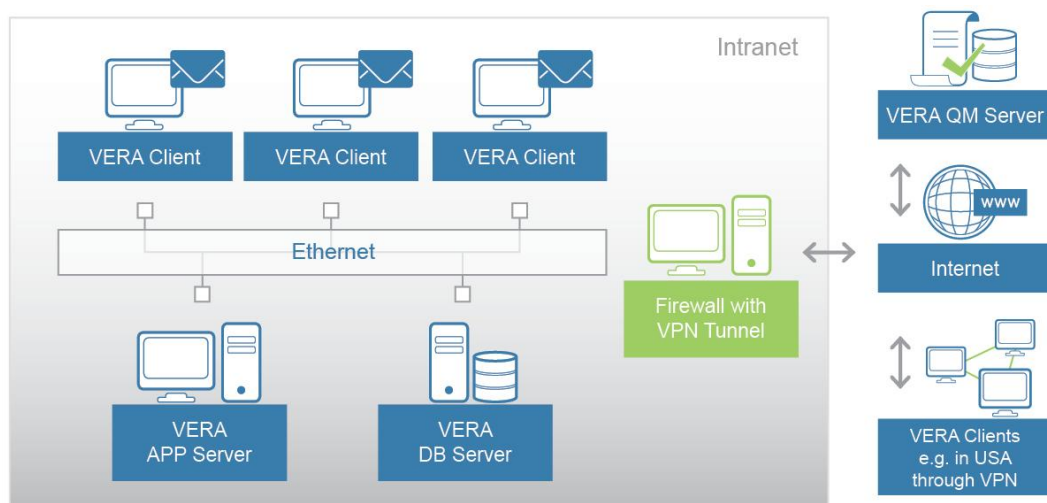 Intranet
VERA Client
VERA Client
VERA Client
Ethernet
VERA
APP Server
VERA
DB Server
Firewall with
VPN Tunnel
VERA QM Server
www
Internet
VERA Clients
e.g. in USA
through VPN